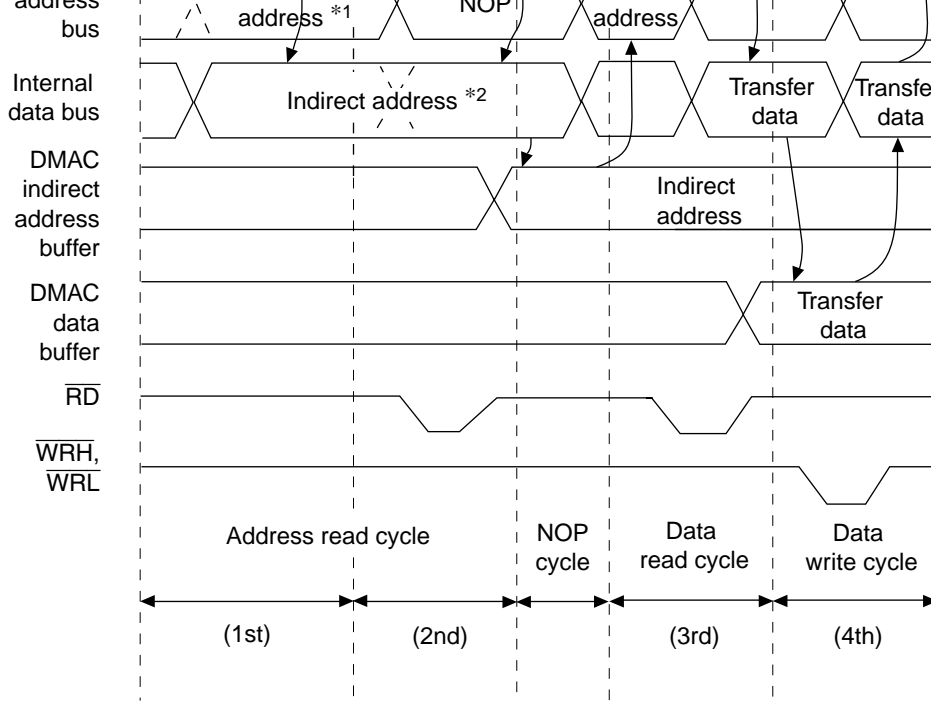 address
bus
address *1
NOP
address
Internal
data bus
Indirect address *2
Transfer
data
Transfe
data
DMAC
indirect
address
buffer
Indirect
address
DMAC
data
buffer
Transfer
data
RD
WRH,
WRL
Address read cycle
NOP
cycle
Data
read cycle
Data
write cycle
(1st)
(2nd)
(3rd)
(4th)